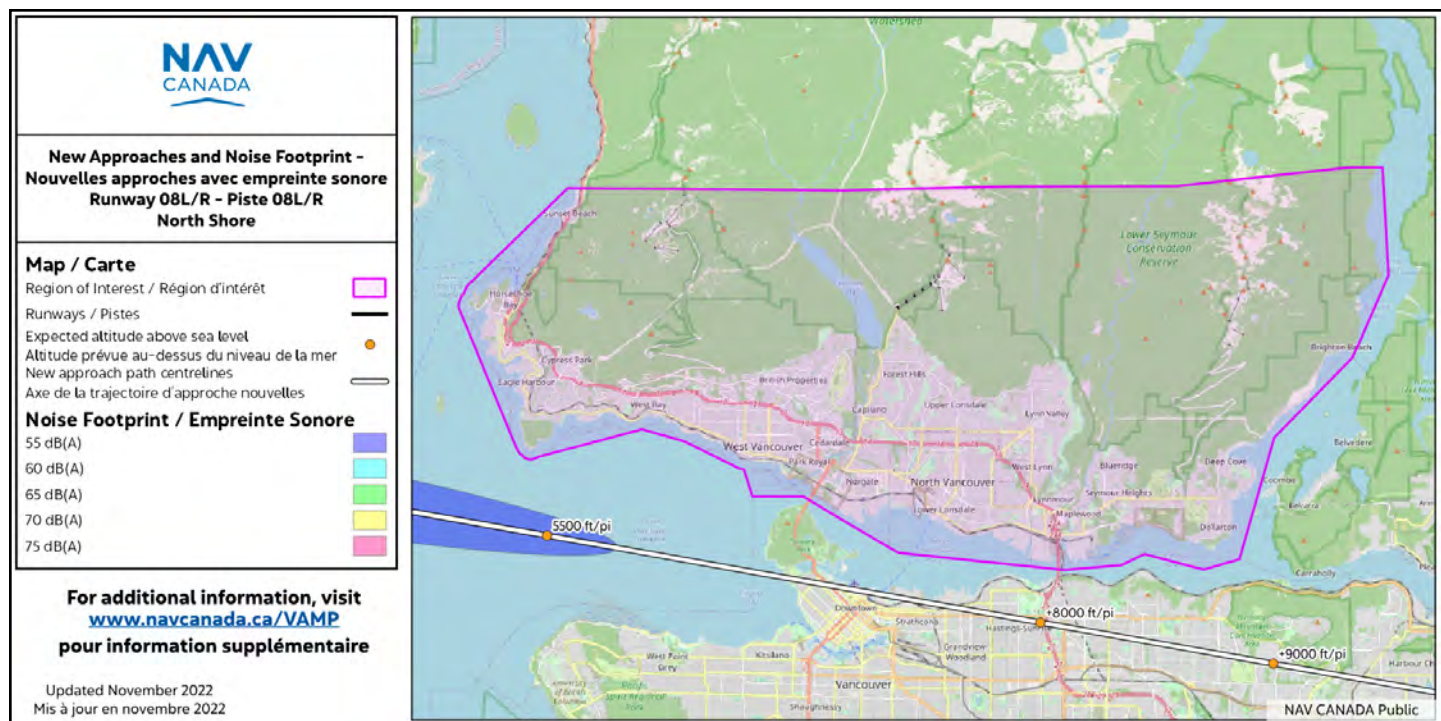 NAV
CANADA
New Approaches and Noise Footprint -
Nouvelles approches avec empreinte sonore
Runway 08L/R - Piste 08L/R
North Shore
Map / Carte
Region of Interest / Région d'intérêt
Runways / Pistes
Expected altitude above sea level
Altitude prévue au-dessus du niveau de la mer
New approach path centrelines
Axe de la trajectoire d'approche nouvelles
Noise Footprint / Empreinte Sonore
55 dB(A)
60 dB(A)
65 dB(A)
70 dB(A)
75 dB(A)
For additional information, visit
www.navcanada.ca/VAMP
pour information supplémentaire
Updated November 2022
Mis à jour en novembre 2022
Watershed
Sunset Beach
Lower Seymour
Conservation
Reserve
Horseshoe
Bay
Brighton Beach
Cypress Park
Eagle Harbour
British Properties
Forest Hills
West Bay
Capilano
Upper Lonsdale
Lynn Valley
West Vancouver
Cedardale
Belvedere
Park Royal
West Lynn
Blueridge
Deep Cove
Norgate
North Vancouver
Seymour Heights
Coombe
Lynnmour
Belcarra
Lower Lonsdale
Maplewood
Dollarton
5500 ft/pi
Carraholly
Downtown
+8000 ft/pi
Strathcona
Hastings-Sunrise
Grandview
Woodland
West Point
Grey
Kitsilano
+9000 ft/pi
Vancouver
Pacific
Spirit Regional
Park
Shaughnessy
NAV CANADA Public